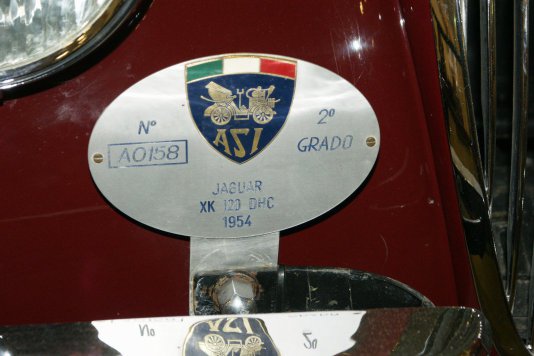 Nº
A0158
ASI
2º
GRADO
JAGUAR
XK 120 DHC
1954